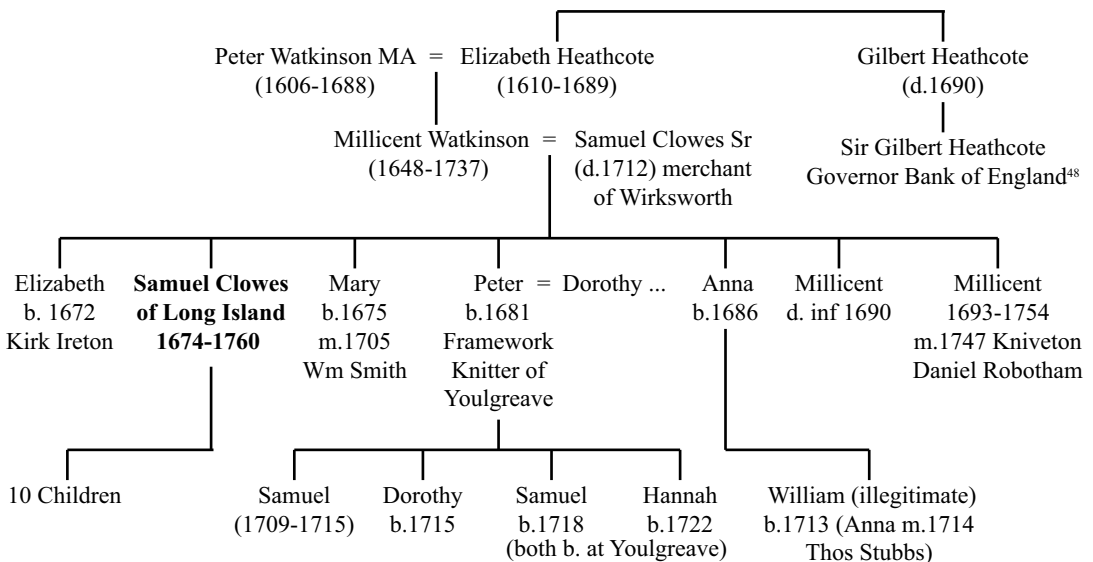 Peter Watkinson MA = Elizabeth Heathcote
(1606-1688)
(1610-1689)
Gilbert Heathcote
(d.1690)
Millicent Watkinson = Samuel Clowes Sr
(1648-1737)
(d.1712) merchant
of Wirksworth
Sir Gilbert Heathcote
Governor Bank of England⁴⁸
Elizabeth
b. 1672
Kirk Ireton
Samuel Clowes
of Long Island
1674-1760
Mary
b.1675
m.1705
Wm Smith
Peter = Dorothy ...
b.1681
Framework
Knitter of
Youlgreave
Anna
b.1686
Millicent
d. inf 1690
Millicent
1693-1754
m.1747 Kniveton
Daniel Robotham
10 Children
Samuel
(1709-1715)
Dorothy
b.1715
Samuel
b.1718
Hannah
b.1722
(both b. at Youlgreave)
William (illegitimate)
b.1713 (Anna m.1714
Thos Stubbs)